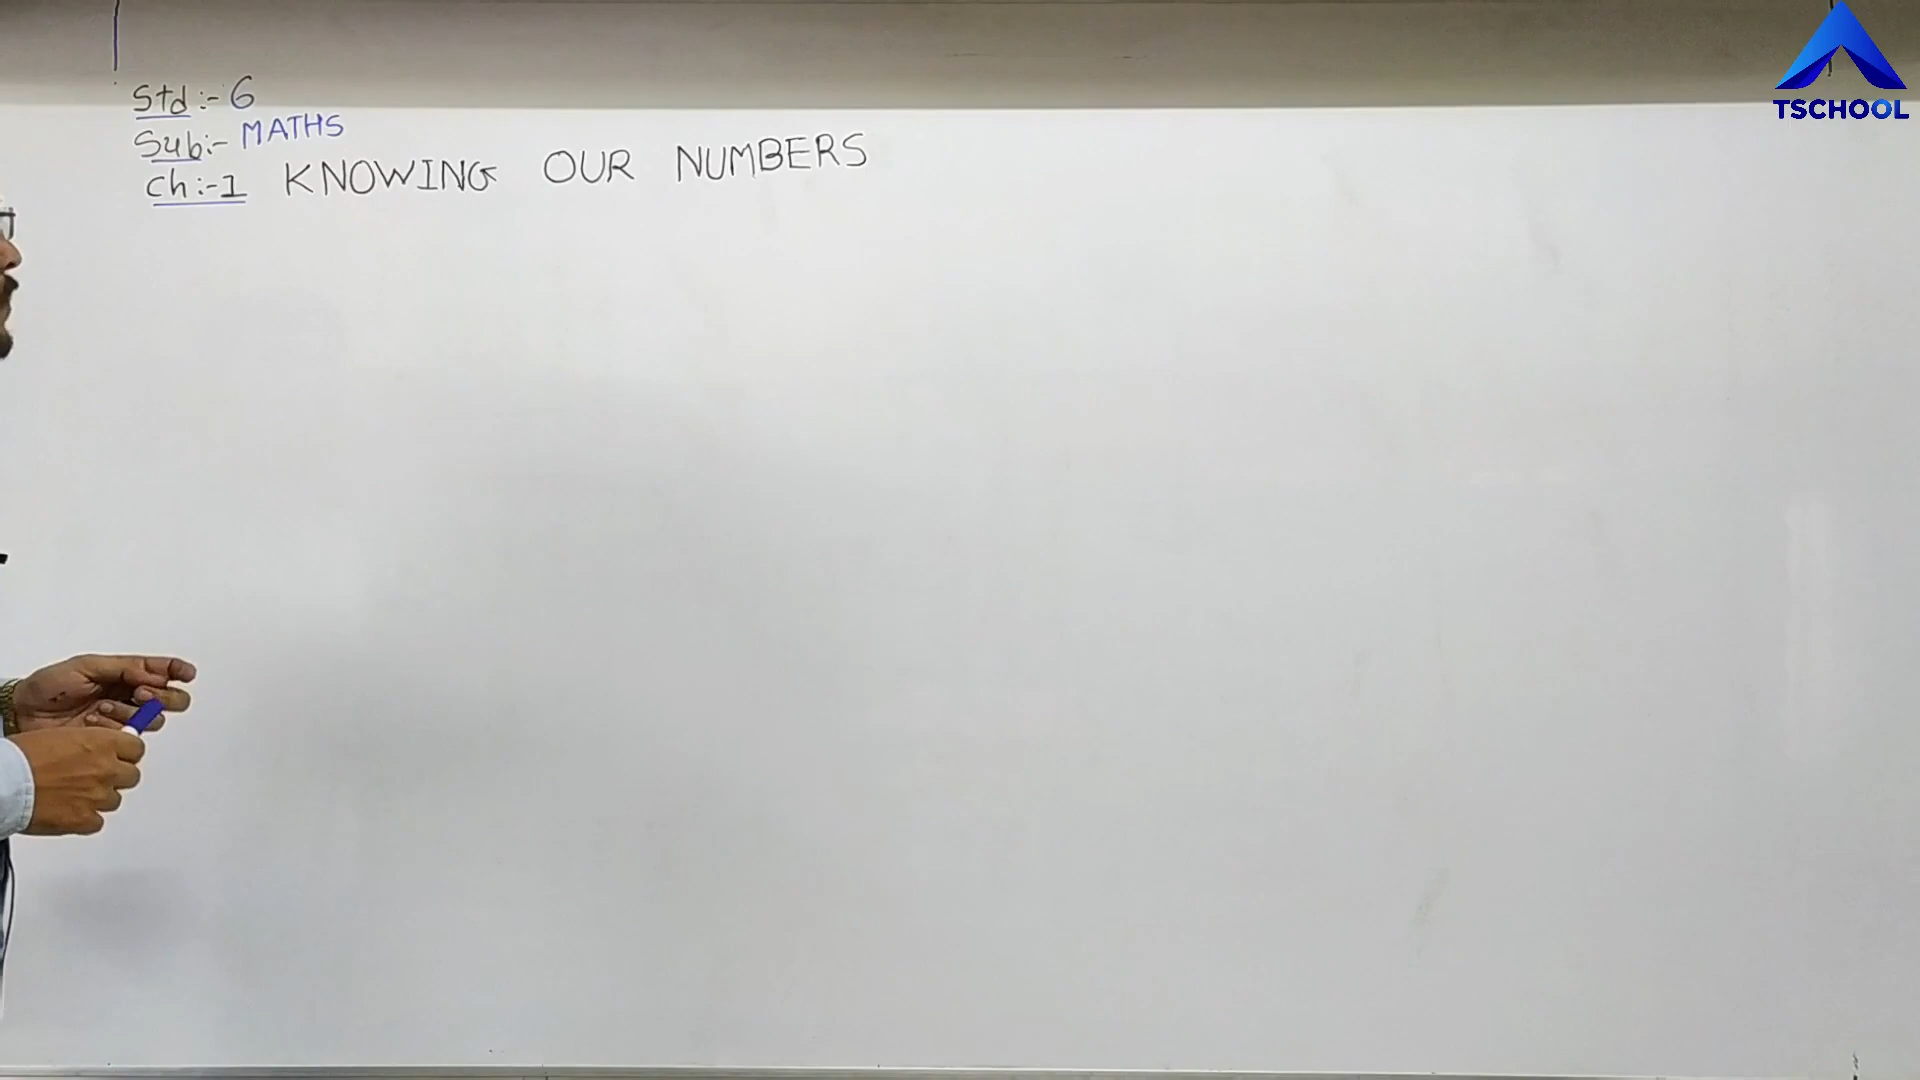 Std :- 6
Sub :- MATHS
Ch :- 1 KNOWING OUR NUMBERS
TSCHOOL